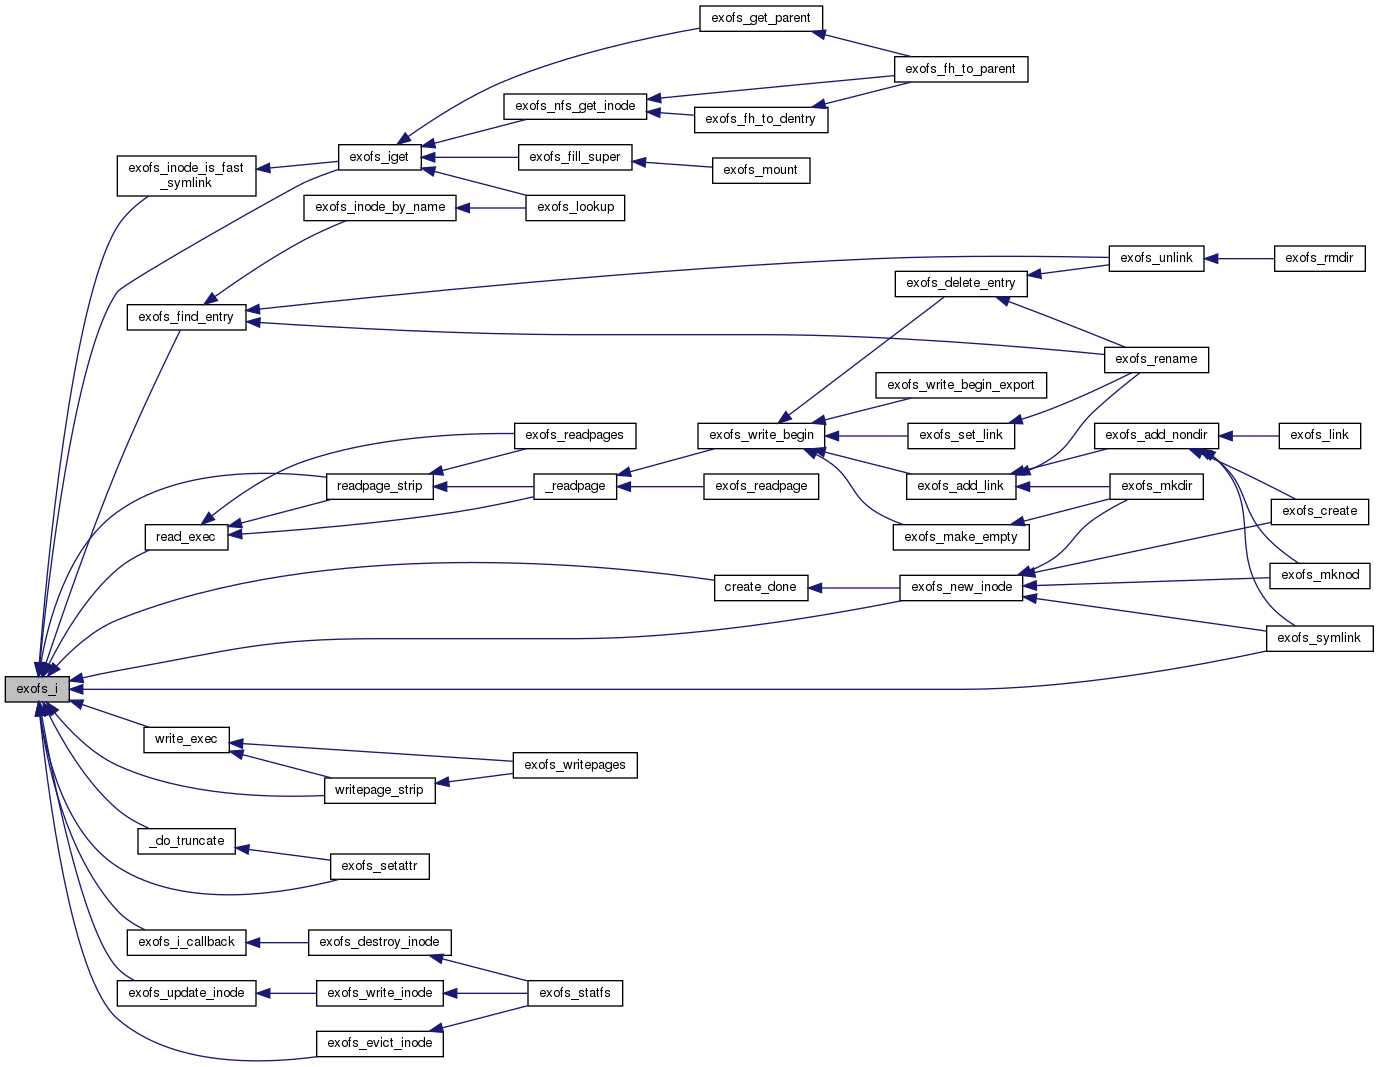 exofs_get_parent
exofs_fh_to_parent
exofs_nfs_get_inode
exofs_fh_to_dentry
exofs_iget
exofs_fill_super
exofs_inode_is_fast
_symlink
exofs_mount
exofs_inode_by_name
exofs_lookup
exofs_unlink
exofs_rmdir
exofs_delete_entry
exofs_find_entry
exofs_rename
exofs_write_begin_export
exofs_readpages
exofs_write_begin
exofs_set_link
exofs_add_nondir
exofs_link
readpage_strip
_readpage
exofs_readpage
exofs_add_link
exofs_mkdir
exofs_create
read_exec
exofs_make_empty
exofs_mknod
create_done
exofs_new_inode
exofs_symlink
exofs_i
write_exec
exofs_writepages
writepage_strip
_do_truncate
exofs_setattr
exofs_i_callback
exofs_destroy_inode
exofs_update_inode
exofs_write_inode
exofs_statfs
exofs_evict_inode